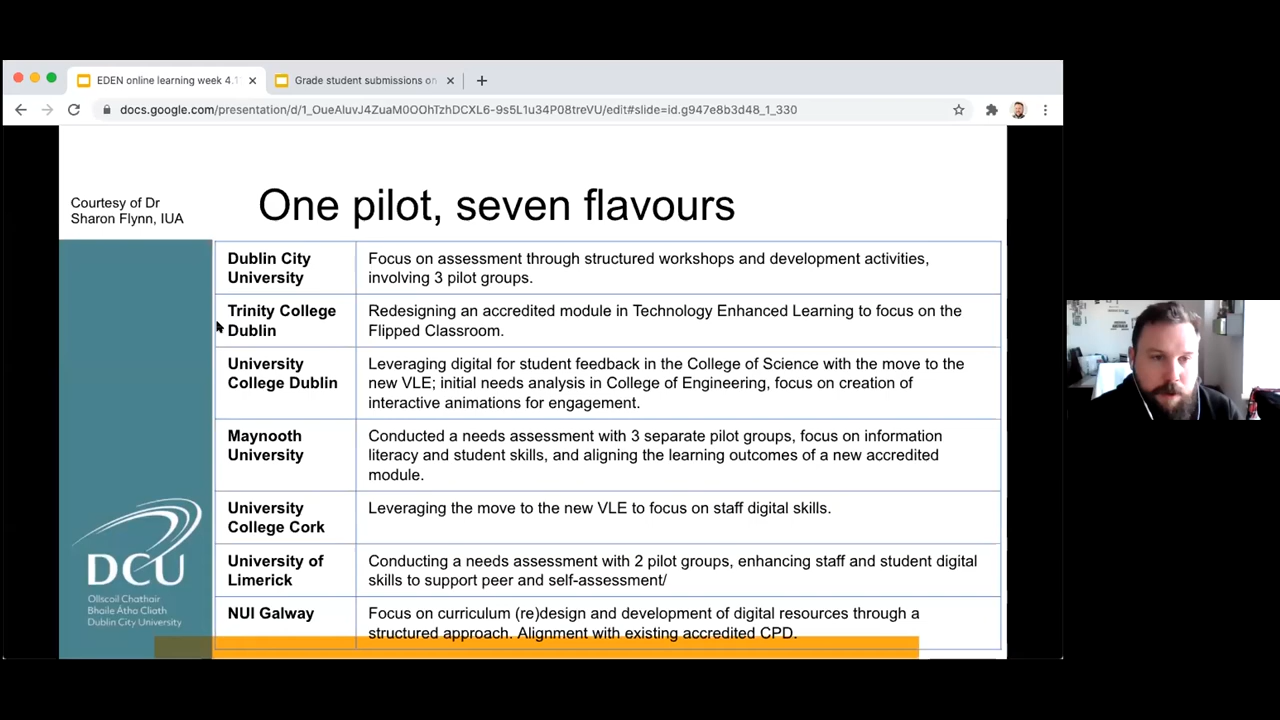 EDEN online learning week 4.1
Grade student submissions on
docs.google.com/presentation/d/1_OueAluvJ4ZuaM0OOhTzhDCXL6-9s5L1u34P08treVU/edit#slide=id.g947e8b3d48_1_330
Courtesy of Dr
Sharon Flynn, IUA
One pilot, seven flavours
Dublin City
University
Focus on assessment through structured workshops and development activities,
involving 3 pilot groups.
Trinity College
Dublin
Redesigning an accredited module in Technology Enhanced Learning to focus on the
Flipped Classroom.
University
College Dublin
Leveraging digital for student feedback in the College of Science with the move to the
new VLE; initial needs analysis in College of Engineering, focus on creation of
interactive animations for engagement.
Maynooth
University
Conducted a needs assessment with 3 separate pilot groups, focus on information
literacy and student skills, and aligning the learning outcomes of a new accredited
module.
University
College Cork
Leveraging the move to the new VLE to focus on staff digital skills.
University of
Limerick
Conducting a needs assessment with 2 pilot groups, enhancing staff and student digital
skills to support peer and self-assessment/
NUI Galway
Focus on curriculum (re)design and development of digital resources through a
structured approach. Alignment with existing accredited CPD.
DCU
Ollscoil Chathair
Bhaile Átha Cliath
Dublin City University